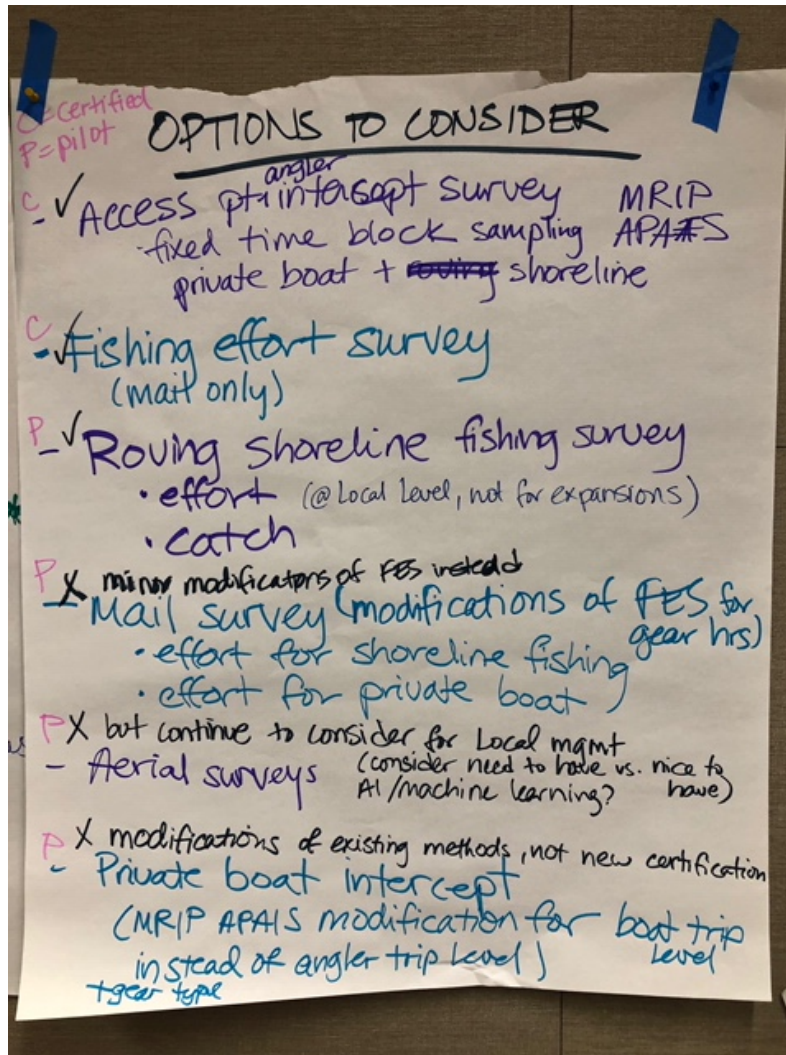 C=certified
P=pilot
OPTIONS TO CONSIDER
angler
C - ✓ Access pt. intercept survey MRIP
·fixed time block sampling APAIS
private boat + roving shoreline
C - ✓ Fishing effort survey
(mail only)
P - ✓ Roving shoreline fishing survey
· effort (@ Local Level, not for expansions)
· catch
P X minor modifications of FES instead
- Mail survey (modifications of FES for
gear hrs)
· effort for shoreline fishing
· effort for private boat
P X but continue to consider for Local mgmt
- Aerial surveys (consider need to have vs. nice to
AI/machine learning? have)
P X modifications of existing methods, not new certification
- Private boat intercept
(MRIP APAIS modification for boat trip
instead of angler trip level) Level
+gear type